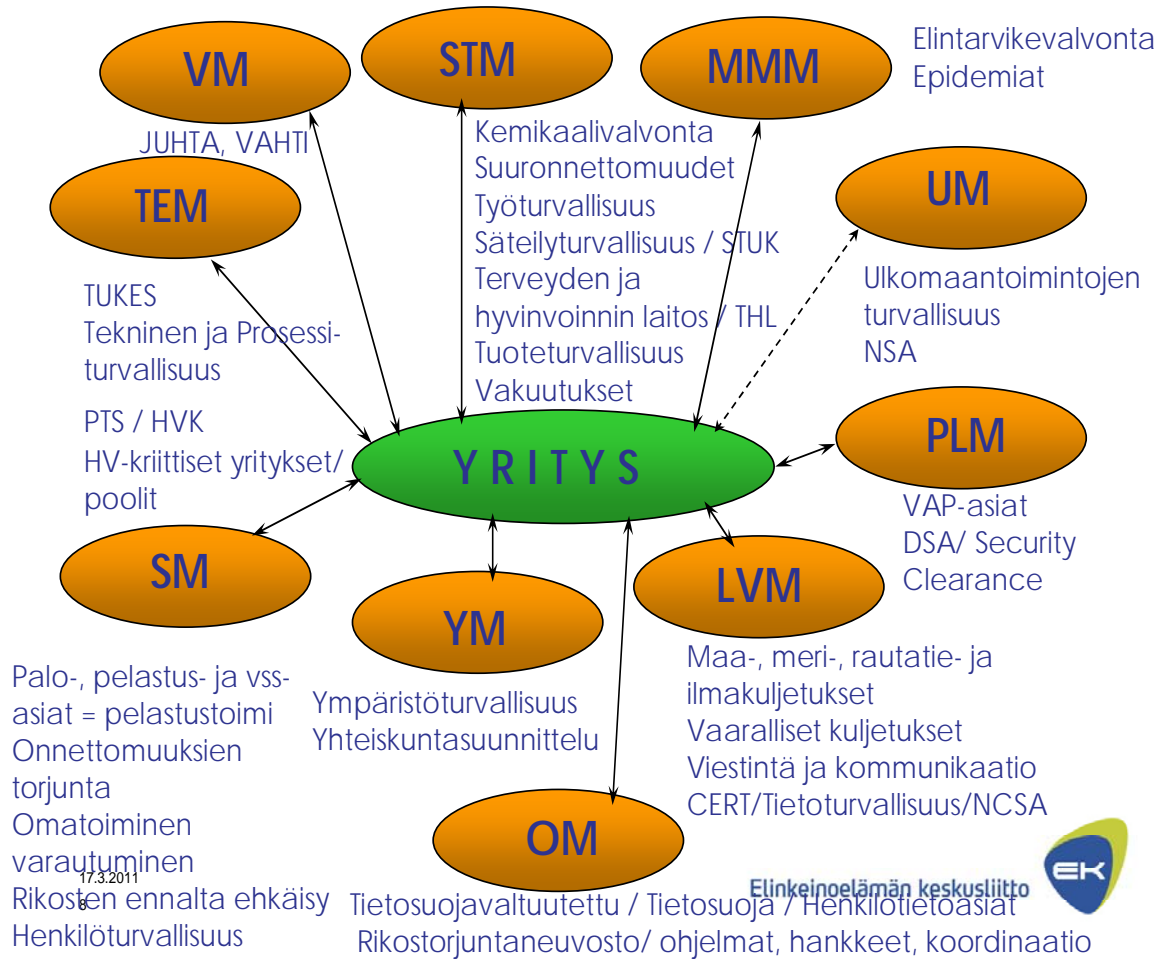 VM
JUHTA, VAHTI
STM
Kemikaalivalvonta
Suuronnettomuudet
Työturvallisuus
Säteilyturvallisuus / STUK
Terveyden ja
hyvinvoinnin laitos / THL
Tuoteturvallisuus
Vakuutukset
MMM
Elintarvikevalvonta
Epidemiat
TEM
TUKES
Tekninen ja Prosessi-
turvallisuus
PTS / HVK
HV-kriittiset yritykset/
poolit
UM
Ulkomaantoimintojen
turvallisuus
NSA
YRITYS
PLM
VAP-asiat
DSA/ Security
Clearance
SM
Palo-, pelastus- ja vss-
asiat = pelastustoimi
Onnettomuuksien
torjunta
Omatoiminen
varautuminen
Rikosten ennalta ehkäisy
Henkilöturvallisuus
YM
Ympäristöturvallisuus
Yhteiskuntasuunnittelu
LVM
Maa-, meri-, rautatie- ja
ilmakuljetukset
Vaaralliset kuljetukset
Viestintä ja kommunikaatio
CERT/Tietoturvallisuus/NCSA
OM
Tietosuojavaltuutettu / Tietosuoja / Henkilötietoasiat
Rikostorjuntaneuvosto/ ohjelmat, hankkeet, koordinaatio
17.3.2011
8
Elinkeinoelämän keskusliitto
EK